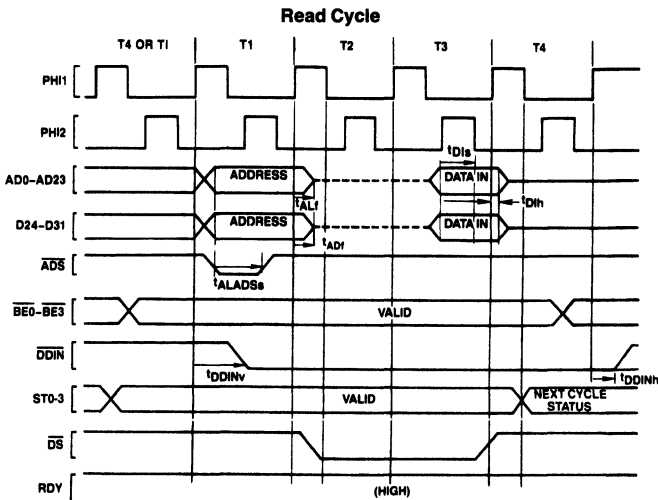 Read Cycle
T4 OR TI T1 T2 T3 T4
PHI1
PHI2
tDIs
AD0–AD23 ADDRESS DATA IN
tALf tDIh
D24–D31 ADDRESS DATA IN
tADf
ADS
tALADSs
BE0–BE3 VALID
DDIN
tDDINv tDDINh
ST0-3 VALID NEXT CYCLE
STATUS
DS
RDY (HIGH)